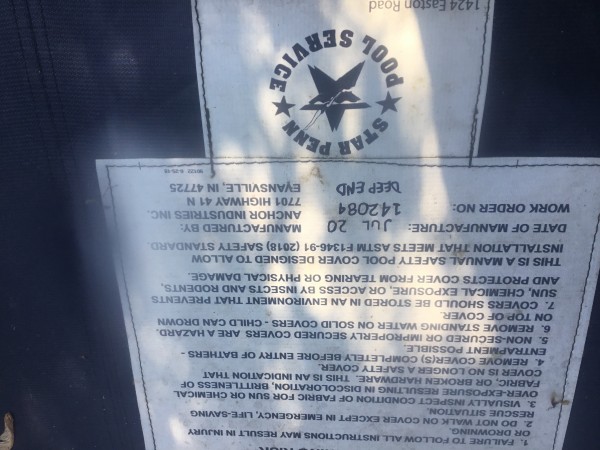 1. FAILURE TO FOLLOW ALL INSTRUCTIONS MAY RESULT IN INJURY
OR DROWNING.
2. DO NOT WALK ON COVER EXCEPT IN EMERGENCY, LIFE-SAVING
RESCUE SITUATION.
3. VISUALLY INSPECT CONDITION OF FABRIC FOR SUN OR CHEMICAL
OVER-EXPOSURE RESULTING IN DISCOLORATION, BRITTLENESS OF
FABRIC, OR BROKEN HARDWARE. THIS IS AN INDICATION THAT
COVER IS NO LONGER A SAFETY COVER.
4. REMOVE COVER(S) COMPLETELY BEFORE ENTRY OF BATHERS -
ENTRAPMENT POSSIBLE.
5. NON-SECURED OR IMPROPERLY SECURED COVERS ARE A HAZARD.
6. REMOVE STANDING WATER ON SOLID COVERS - CHILD CAN DROWN
ON TOP OF COVER.
7. COVERS SHOULD BE STORED IN AN ENVIRONMENT THAT PREVENTS
SUN, CHEMICAL EXPOSURE, OR ACCESS BY INSECTS AND RODENTS,
AND PROTECTS COVER FROM TEARING OR PHYSICAL DAMAGE.
THIS IS A MANUAL SAFETY POOL COVER DESIGNED TO ALLOW
INSTALLATION THAT MEETS ASTM F1346-91 (2018) SAFETY STANDARD.
DATE OF MANUFACTURE: JUL 20
WORK ORDER NO: 142084
DEEP END
MANUFACTURED BY:
ANCHOR INDUSTRIES INC.
7701 HIGHWAY 41 N
EVANSVILLE, IN 47725
STAR PENN
POOL SERVICE
1424 Easton Road